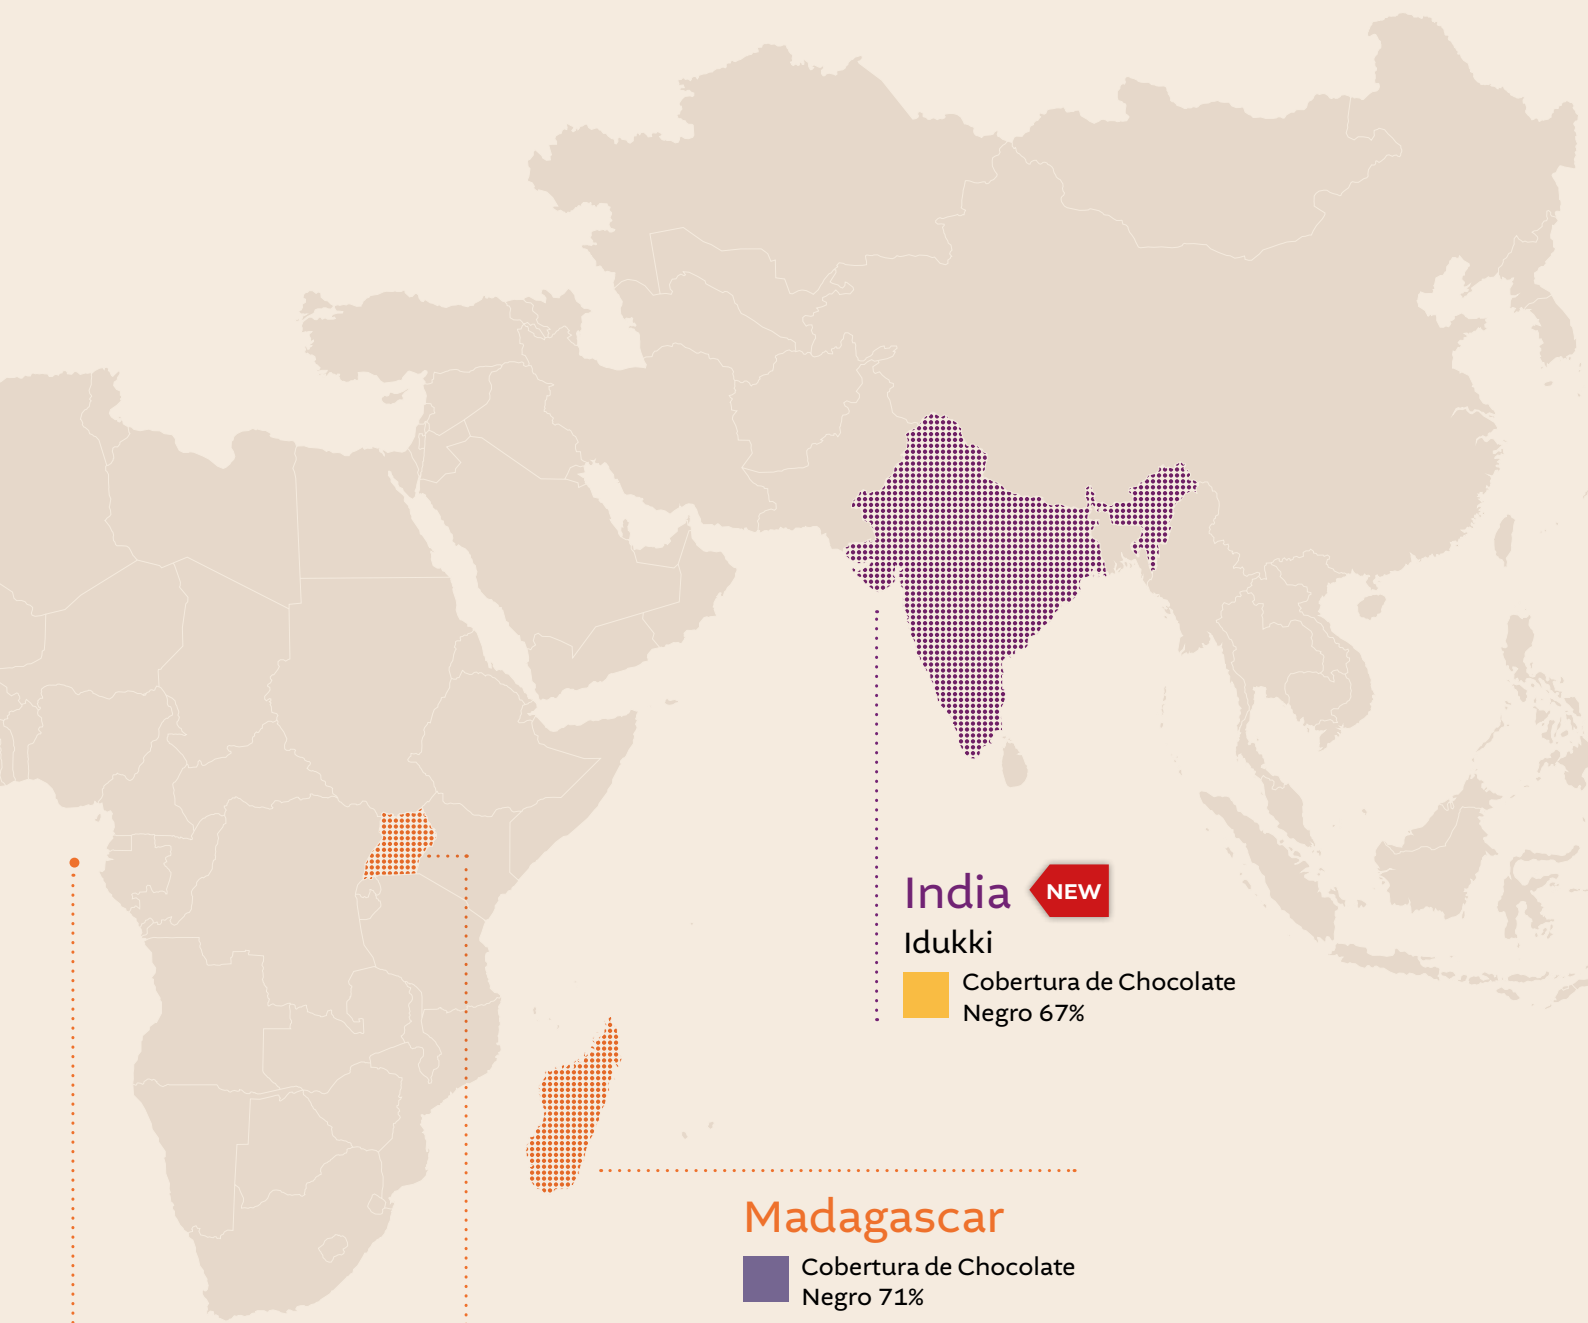 India
NEW
Idukki
Cobertura de Chocolate
Negro 67%
Madagascar
Cobertura de Chocolate
Negro 71%